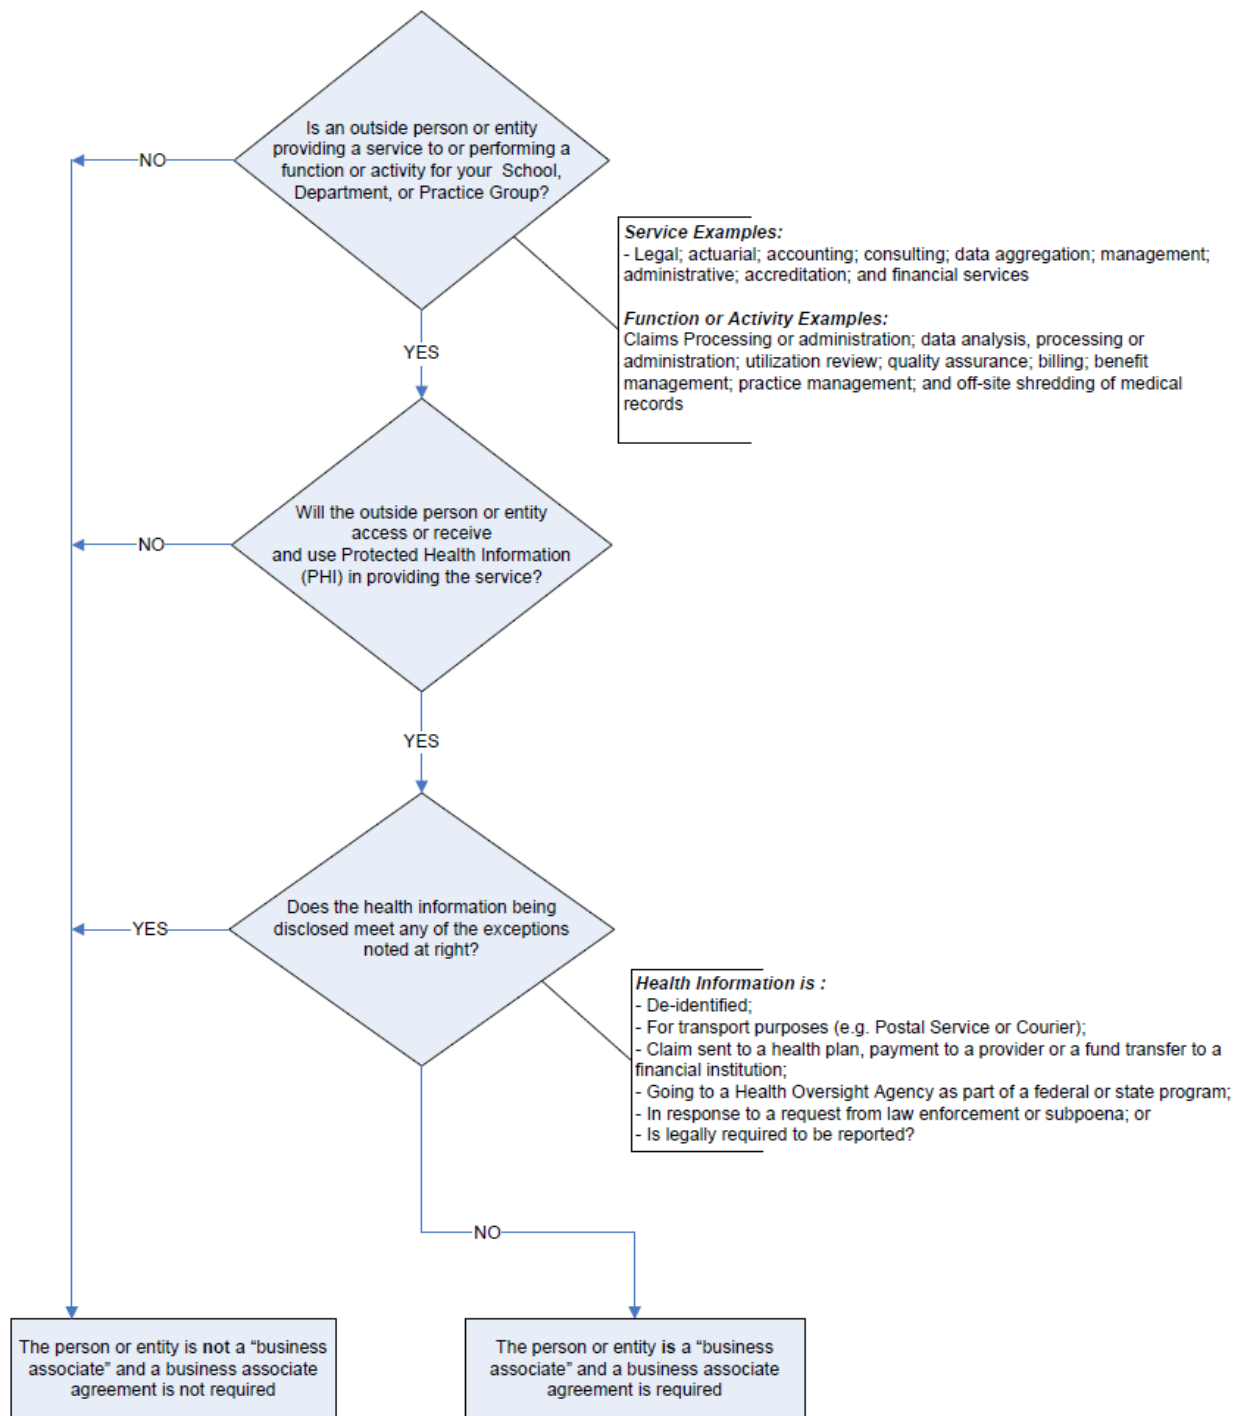 Is an outside person or entity
providing a service to or performing a
function or activity for your School,
Department, or Practice Group?
NO
Service Examples:
- Legal; actuarial; accounting; consulting; data aggregation; management;
administrative; accreditation; and financial services
Function or Activity Examples:
Claims Processing or administration; data analysis, processing or
administration; utilization review; quality assurance; billing; benefit
management; practice management; and off-site shredding of medical
records
YES
Will the outside person or entity
access or receive
and use Protected Health Information
(PHI) in providing the service?
NO
YES
Does the health information being
disclosed meet any of the exceptions
noted at right?
YES
Health Information is :
- De-identified;
- For transport purposes (e.g. Postal Service or Courier);
- Claim sent to a health plan, payment to a provider or a fund transfer to a
financial institution;
- Going to a Health Oversight Agency as part of a federal or state program;
- In response to a request from law enforcement or subpoena; or
- Is legally required to be reported?
NO
The person or entity is not a “business
associate” and a business associate
agreement is not required
The person or entity is a “business
associate” and a business associate
agreement is required